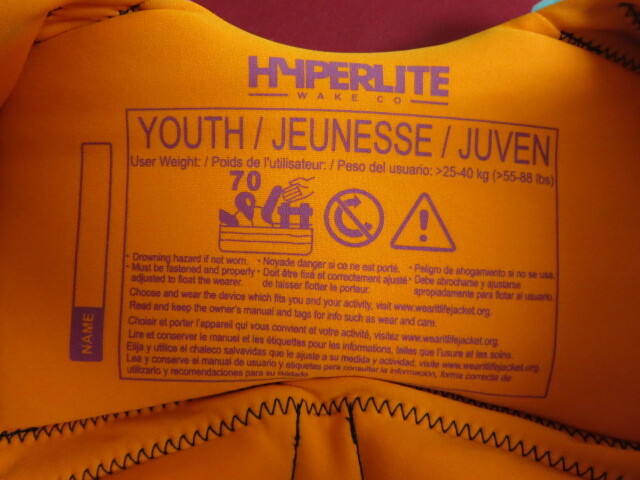 HYPERLITE
WAKE CO
YOUTH / JEUNESSE / JUVEN
User Weight: / Poids de l'utilisateur: / Peso del usuario: >25-40 kg (>55-88 lbs)
70
• Drowning hazard if not worn.
• Must be fastened and properly
adjusted to float the wearer.
• Noyade danger si ce ne est porté.
• Doit être fixé et correctement ajusté
de laisser flotter le porteur.
• Peligro de ahogamiento si no se usa.
• Debe abrocharse y ajustarse
apropiadamente para flotar al usuario.
Choose and wear the device which fits you and your activity, visit www.wearitlifejacket.org.
Read and keep the owner's manual and tags for info such as wear and care.
Choisir et porter l'appareil qui vous convient et votre activité, visitez www.wearitlifejacket.org.
Lire et conserver le manuel et les étiquettes pour les informations, telles que l'usure et les soins.
Elija y utilice el chaleco salvavidas que le ajuste a su medida y actividad, visite www.wearitlifejacket.org.
Lea y conserve el manual de usuario y etiquetas para consultar la información, forma correcte de
utilizarlo y recomendaciones para su cuidado.
NAME